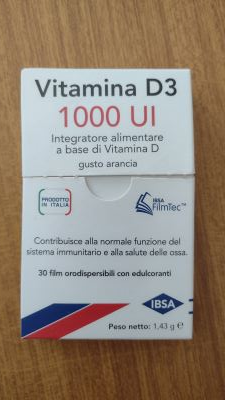 Vitamina D3
1000 UI
Integratore alimentare
a base di Vitamina D
gusto arancia
PRODOTTO
IN ITALIA
IBSA
FilmTec™
Contribuisce alla normale funzione del
sistema immunitario e alla salute delle ossa.
30 film orodispersibili con edulcoranti
IBSA
Peso netto: 1,43 g ℮